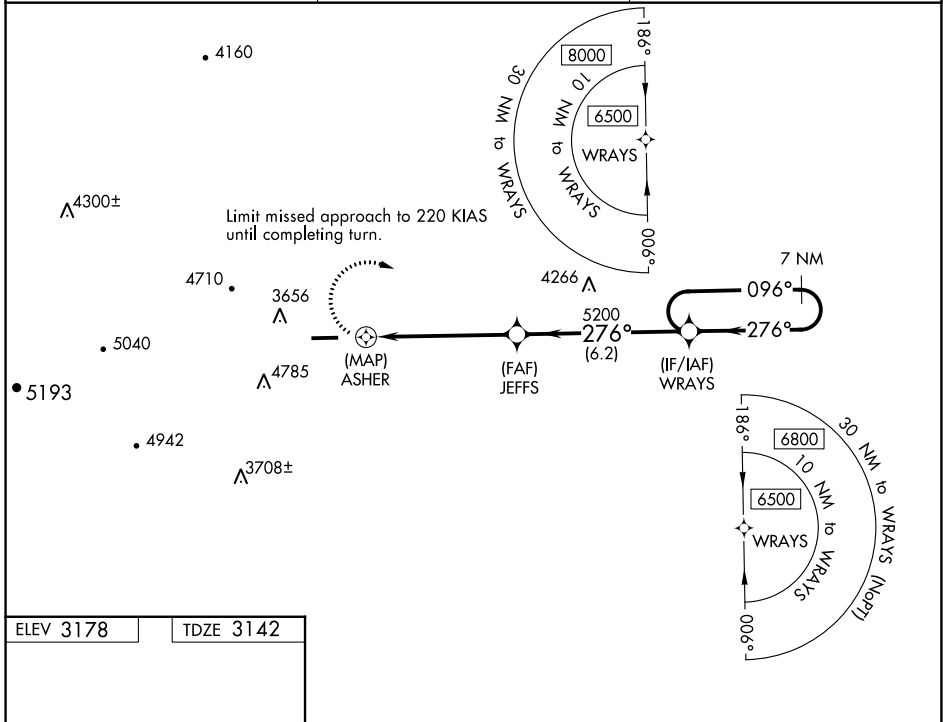 4160
186°
8000
30 NM to WRAYS
10 NM to WRAYS
6500
WRAYS
006°
4300±
Limit missed approach to 220 KIAS
until completing turn.
7 NM
4266
096°
4710
3656
5200
276°
276°
(6.2)
5040
(MAP)
ASHER
(FAF)
JEFFS
(IF/IAF)
WRAYS
4785
5193
186°
6800
30 NM to WRAYS (NoPT)
10 NM to WRAYS
4942
6500
3708±
WRAYS
006°
ELEV 3178
TDZE 3142